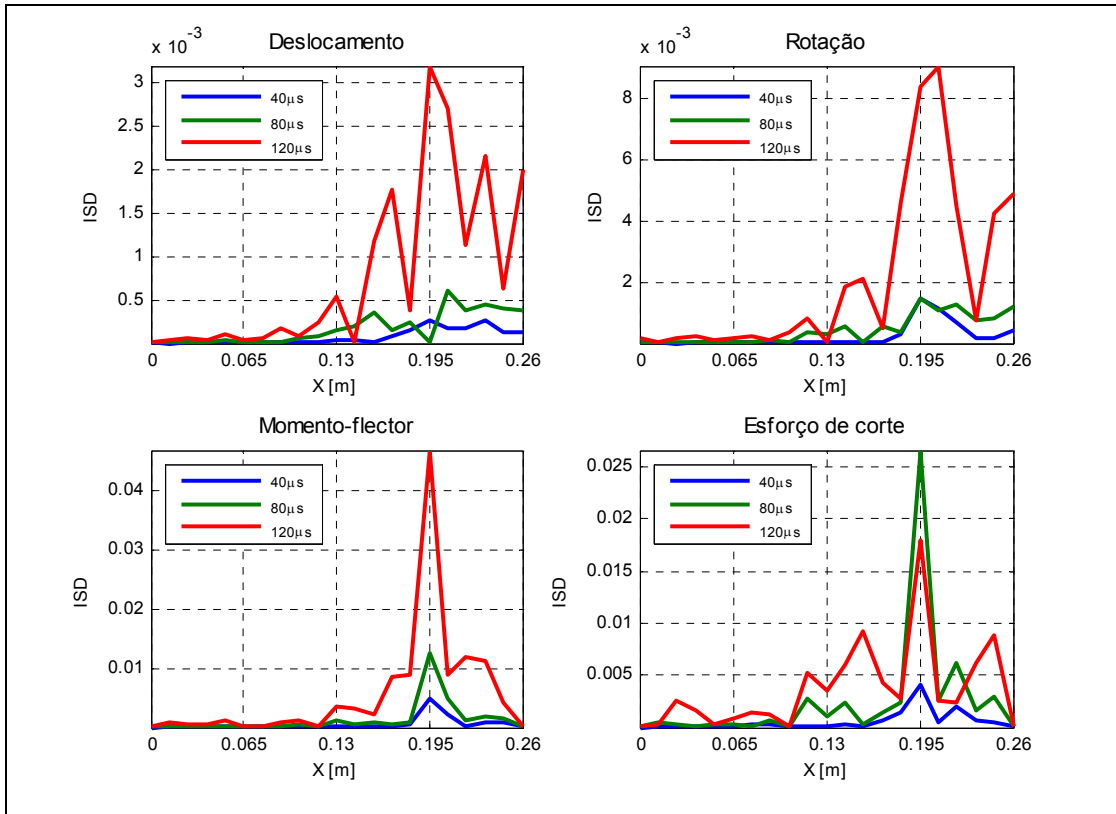 x 10-3
Deslocamento
3
2.5
2
1.5
1
0.5
ISD
40μs
80μs
120μs
0 0.065 0.13 0.195 0.26
X [m]
x 10-3
Rotação
8
6
4
2
ISD
40μs
80μs
120μs
0 0.065 0.13 0.195 0.26
X [m]
Momento-flector
0.04
0.03
0.02
0.01
ISD
40μs
80μs
120μs
0 0.065 0.13 0.195 0.26
X [m]
Esforço de corte
0.025
0.02
0.015
0.01
0.005
ISD
40μs
80μs
120μs
0 0.065 0.13 0.195 0.26
X [m]